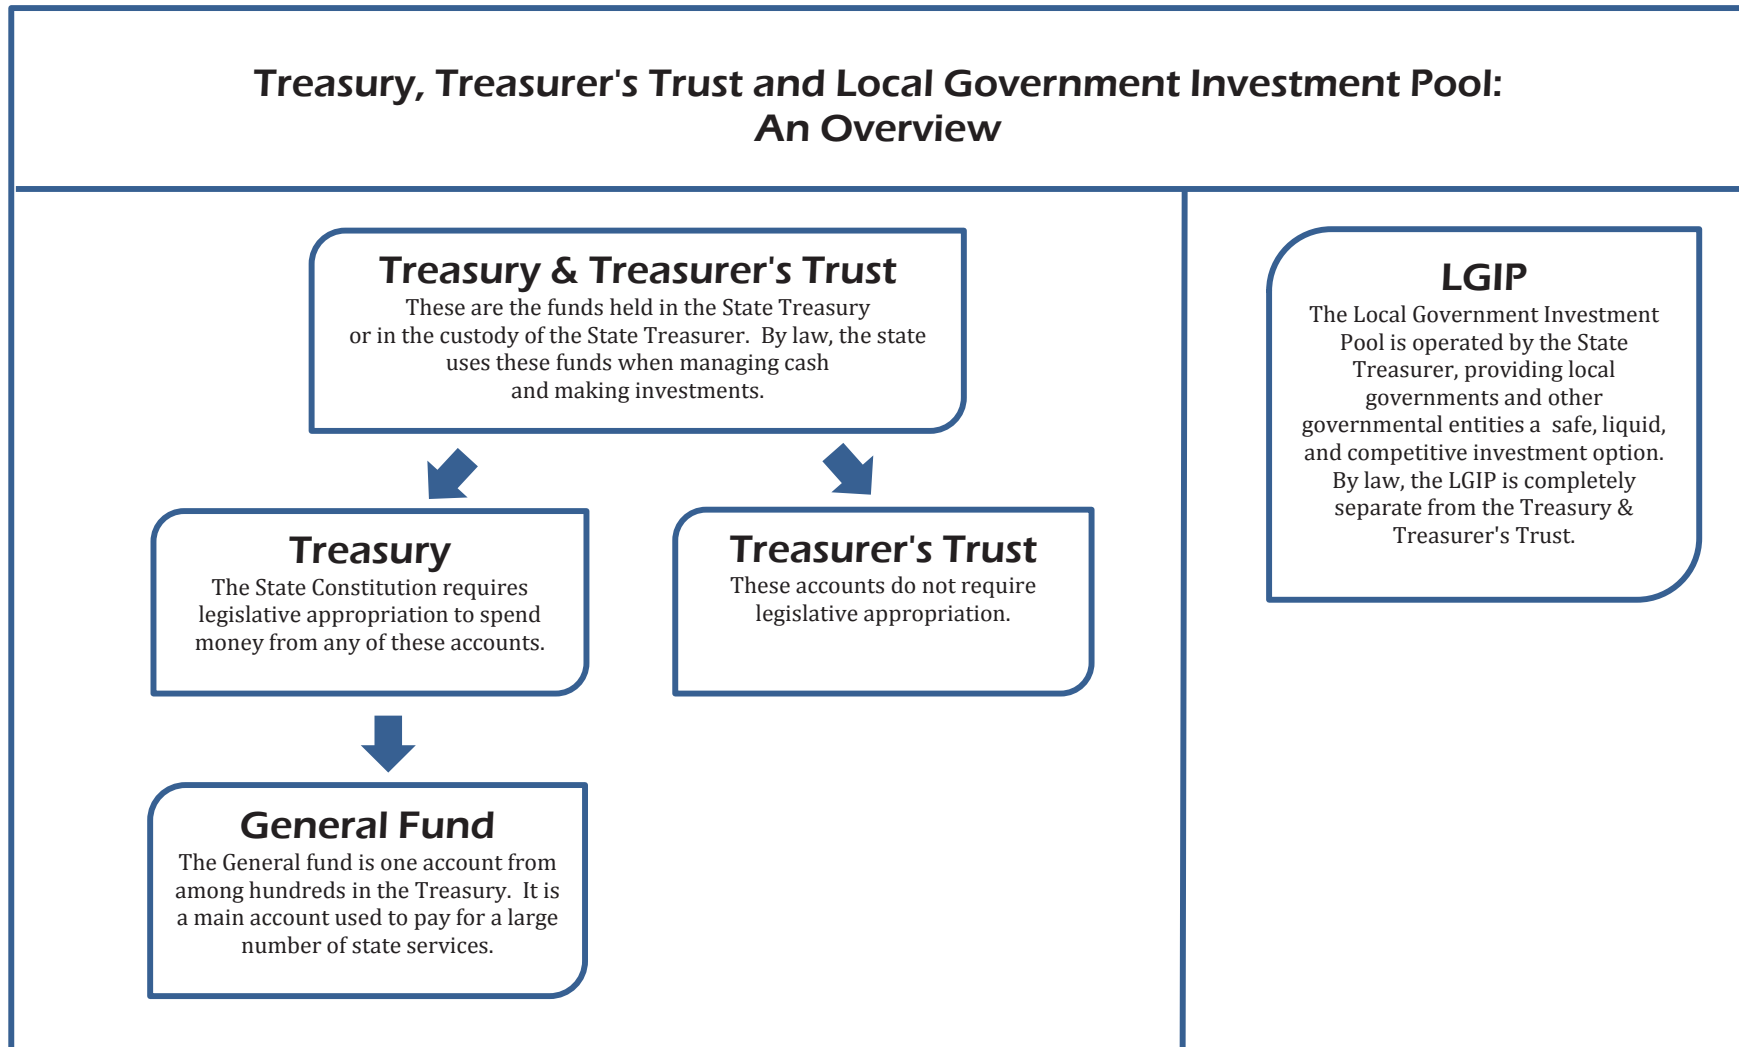 Treasury, Treasurer's Trust and Local Government Investment Pool:
An Overview
Treasury & Treasurer's Trust
These are the funds held in the State Treasury
or in the custody of the State Treasurer.  By law, the state
uses these funds when managing cash
and making investments.
Treasury
The State Constitution requires
legislative appropriation to spend
money from any of these accounts.
Treasurer's Trust
These accounts do not require
legislative appropriation.
General Fund
The General fund is one account from
among hundreds in the Treasury.  It is
a main account used to pay for a large
number of state services.
LGIP
The Local Government Investment
Pool is operated by the State
Treasurer, providing local
governments and other
governmental entities a  safe, liquid,
and competitive investment option.
By law, the LGIP is completely
separate from the Treasury &
Treasurer's Trust.